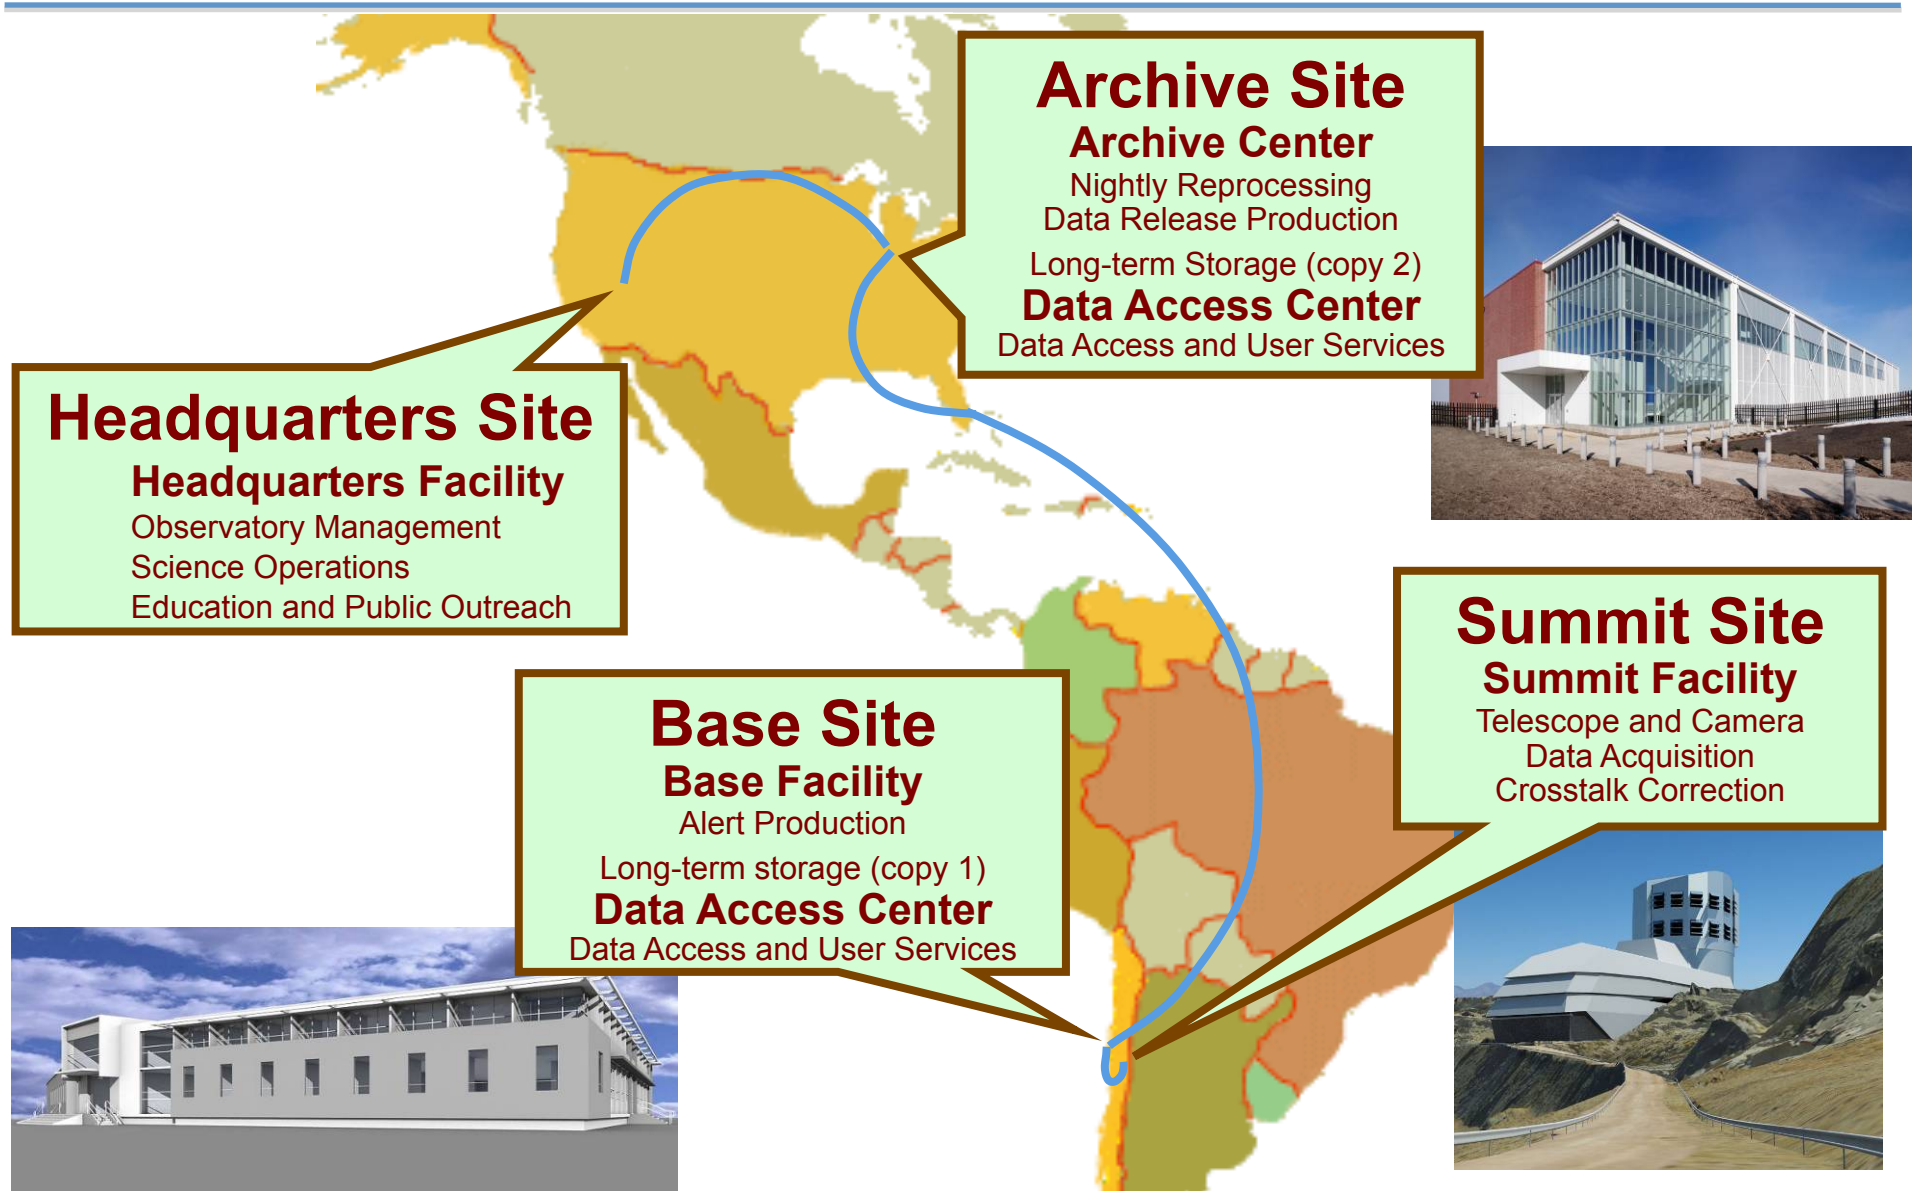 Archive Site
Archive Center
Nightly Reprocessing
Data Release Production
Long-term Storage (copy 2)
Data Access Center
Data Access and User Services
Headquarters Site
Headquarters Facility
Observatory Management
Science Operations
Education and Public Outreach
Base Site
Base Facility
Alert Production
Long-term storage (copy 1)
Data Access Center
Data Access and User Services
Summit Site
Summit Facility
Telescope and Camera
Data Acquisition
Crosstalk Correction